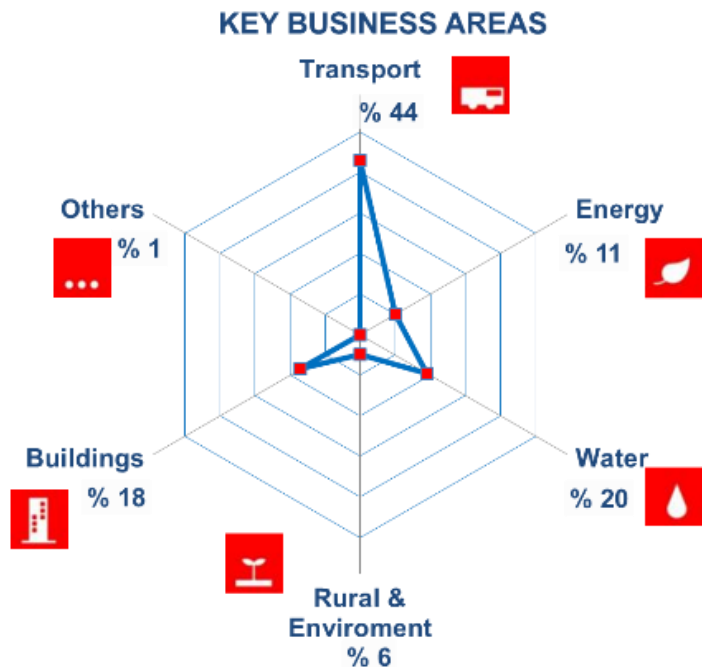 KEY BUSINESS AREAS
Transport
% 44
Others
% 1
Energy
% 11
Buildings
% 18
Water
% 20
Rural &
Enviroment
% 6